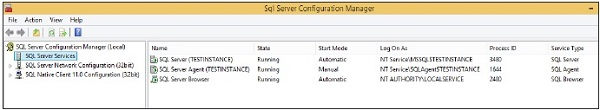 Sql Server Configuration Manager
File Action View Help
SQL Server Configuration Manager (Local)
SQL Server Services
SQL Server Network Configuration (32bit)
SQL Native Client 11.0 Configuration (32bit)
Name State Start Mode Log On As Process ID Service Type
SQL Server (TESTINSTANCE) Running Automatic NT Service\MSSQL$TESTINSTANCE 3480 SQL Server
SQL Server Agent (TESTINSTANCE) Running Manual NT Service\SQLAgent$TESTINSTANCE 1644 SQL Agent
SQL Server Browser Running Automatic NT AUTHORITY\LOCALSERVICE 3480 SQL Browser